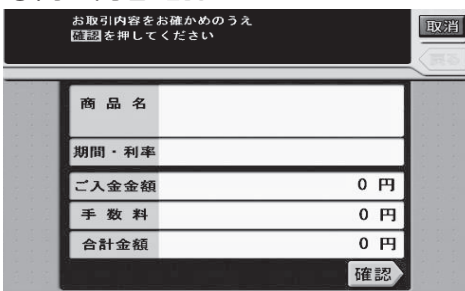 お取引内容をお確かめのうえ
確認を押してください
取消
戻る
商品名
期間・利率
ご入金金額 0 円
手数料 0 円
合計金額 0 円
確認